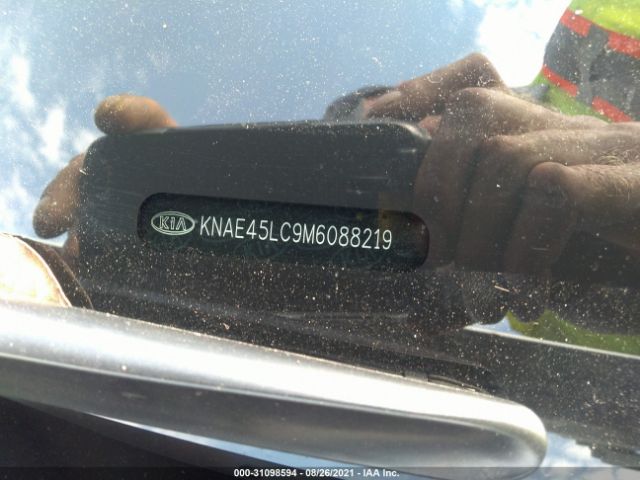 KIA KNAE45LC9M6088219
000-31098594 - 08/26/2021 - IAA Inc.